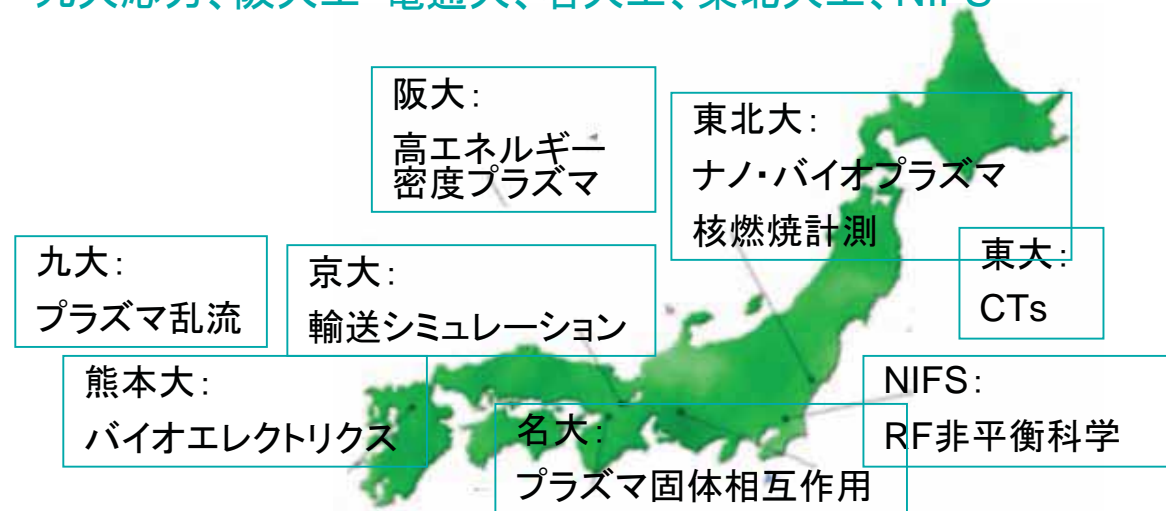 阪大：
高エネルギー
密度プラズマ
東北大：
ナノ・バイオプラズマ
核燃焼計測
九大：
プラズマ乱流
京大：
輸送シミュレーション
東大：
CTs
熊本大：
バイオエレクトリクス
名大：
プラズマ固体相互作用
NIFS：
RF非平衡科学